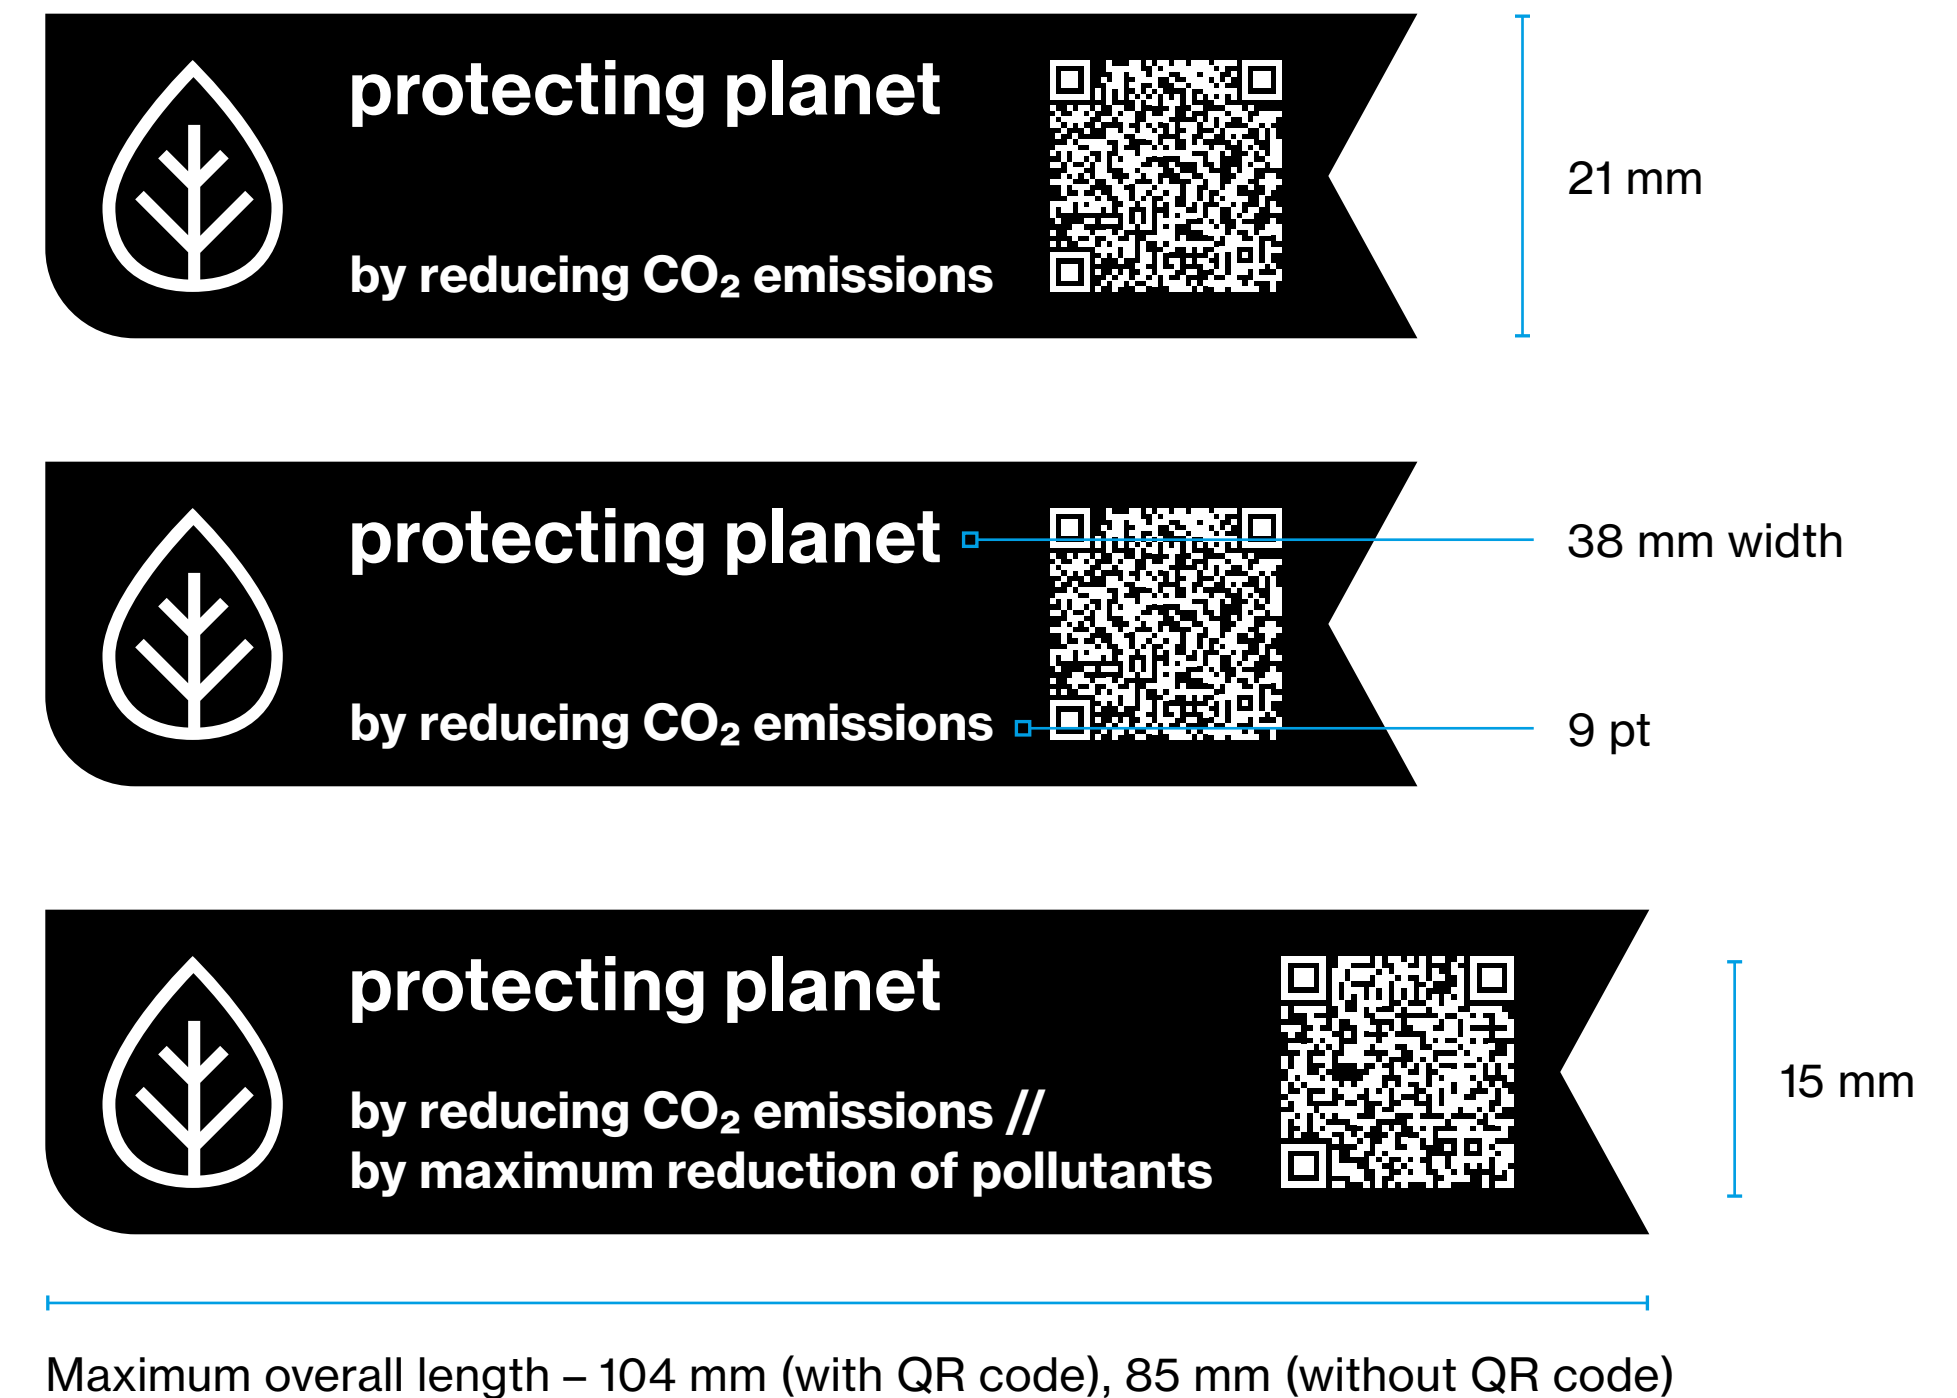 protecting planet
by reducing CO₂ emissions
21 mm
protecting planet
38 mm width
by reducing CO₂ emissions
9 pt
protecting planet
by reducing CO₂ emissions //
by maximum reduction of pollutants
15 mm
Maximum overall length – 104 mm (with QR code), 85 mm (without QR code)